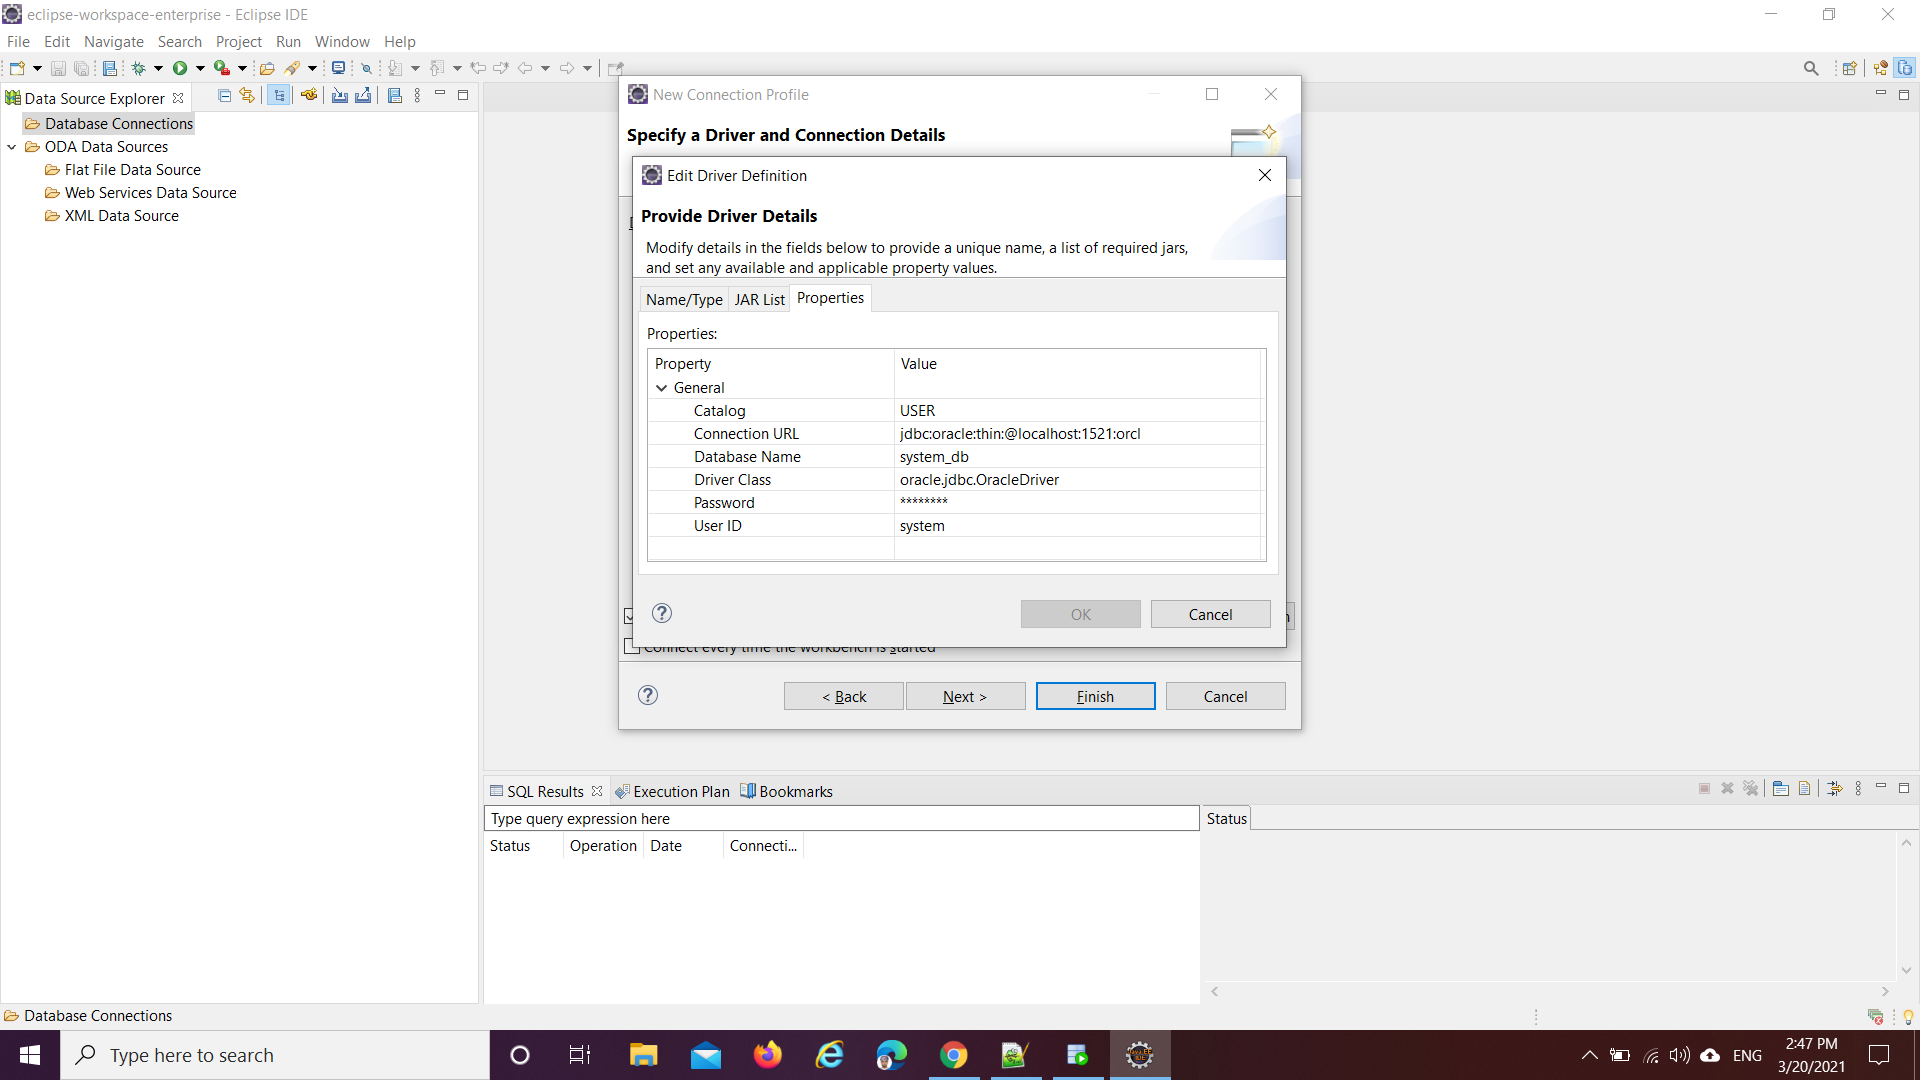 eclipse-workspace-enterprise - Eclipse IDE
File Edit Navigate Search Project Run Window Help
Data Source Explorer
Database Connections
ODA Data Sources
Flat File Data Source
Web Services Data Source
XML Data Source
New Connection Profile
Specify a Driver and Connection Details
Edit Driver Definition
Provide Driver Details
Modify details in the fields below to provide a unique name, a list of required jars,
and set any available and applicable property values.
Name/Type JAR List Properties
Properties:
Property Value
General
Catalog USER
Connection URL jdbc:oracle:thin:@localhost:1521:orcl
Database Name system_db
Driver Class oracle.jdbc.OracleDriver
Password ********
User ID system
OK Cancel
Connect every time the workbench is started
< Back Next > Finish Cancel
SQL Results Execution Plan Bookmarks
Type query expression here
Status
Status Operation Date Connecti...
Database Connections
Type here to search
ENG
2:47 PM
3/20/2021